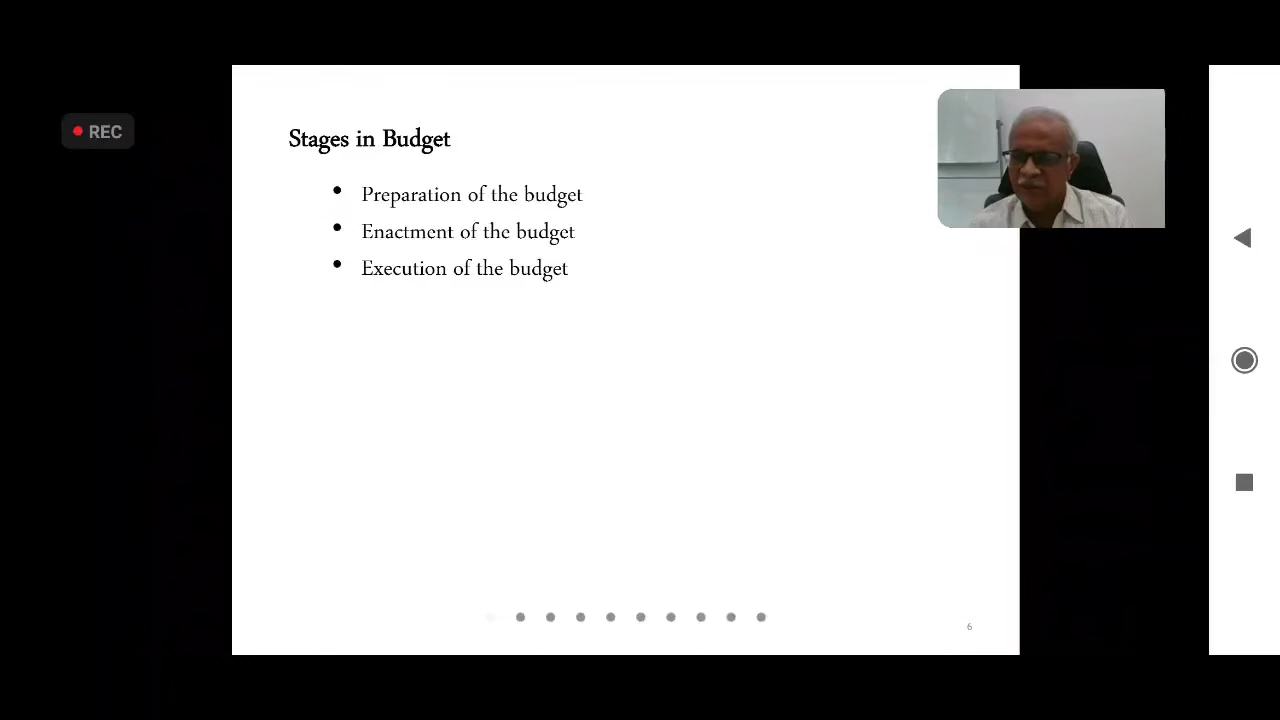 REC
Stages in Budget
• Preparation of the budget
• Enactment of the budget
• Execution of the budget
6